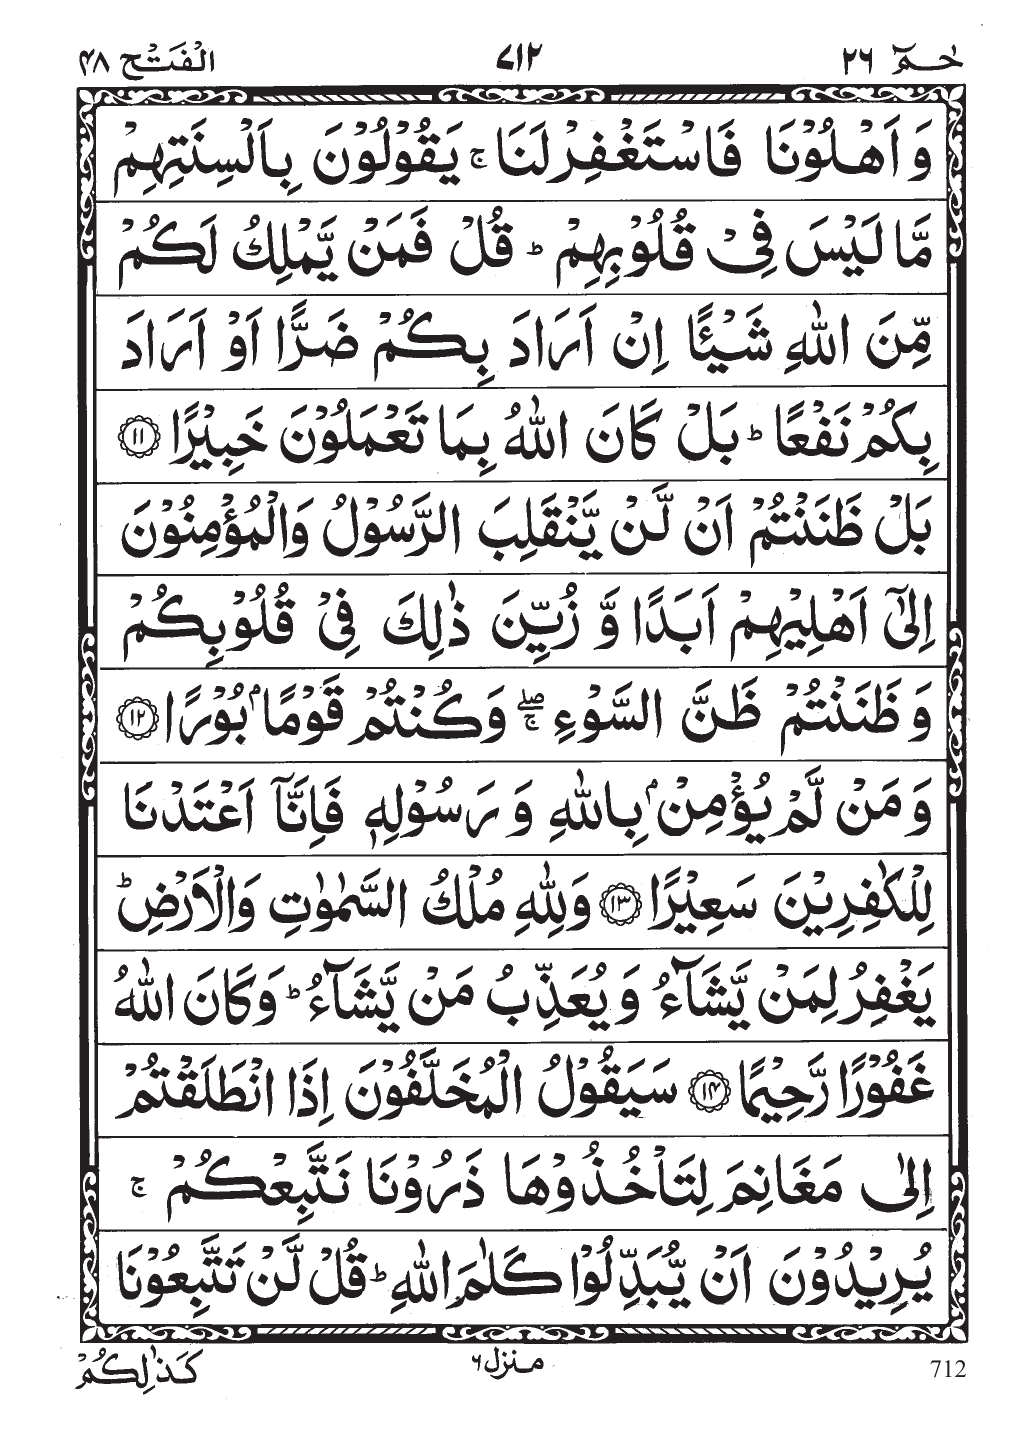 حٰمٓ ٢٦ ٧١٢ الْفَتْح ٤٨
وَ اَهْلُوْنَا فَاسْتَغْفِرْ لَنَا ۚ يَقُوْلُوْنَ بِاَلْسِنَتِهِمْ
مَّا لَيْسَ فِيْ قُلُوْبِهِمْ ؕ قُلْ فَمَنْ يَّمْلِكُ لَكُمْ
مِّنَ اللّٰهِ شَيْـًٔا اِنْ اَرَادَ بِكُمْ ضَرًّا اَوْ اَرَادَ
بِكُمْ نَفْعًا ؕ بَلْ كَانَ اللّٰهُ بِمَا تَعْمَلُوْنَ خَبِيْرًا ۝١١
بَلْ ظَنَنْتُمْ اَنْ لَّنْ يَّنْقَلِبَ الرَّسُوْلُ وَالْمُؤْمِنُوْنَ
اِلٰٓى اَهْلِيْهِمْ اَبَدًا وَّ زُيِّنَ ذٰلِكَ فِيْ قُلُوْبِكُمْ
وَ ظَنَنْتُمْ ظَنَّ السَّوْءِ ۖۚ وَكُنْتُمْ قَوْمًاۢ بُوْرًا ۝١٢
وَ مَنْ لَّمْ يُؤْمِنْۢ بِاللّٰهِ وَ رَسُوْلِهٖ فَاِنَّاۤ اَعْتَدْنَا
لِلْكٰفِرِيْنَ سَعِيْرًا ۝١٣ وَلِلّٰهِ مُلْكُ السَّمٰوٰتِ وَالْاَرْضِ ؕ
يَغْفِرُ لِمَنْ يَّشَآءُ وَ يُعَذِّبُ مَنْ يَّشَآءُ ؕ وَكَانَ اللّٰهُ
غَفُوْرًا رَّحِيْمًا ۝١٤ سَيَقُوْلُ الْمُخَلَّفُوْنَ اِذَا انْطَلَقْتُمْ
اِلٰى مَغَانِمَ لِتَاْخُذُوْهَا ذَرُوْنَا نَتَّبِعْكُمْ ۚ
يُرِيْدُوْنَ اَنْ يُّبَدِّلُوْا كَلٰمَ اللّٰهِ ؕ قُلْ لَّنْ تَتَّبِعُوْنَا
712 منزل ٦ كَذٰلِكُمْ